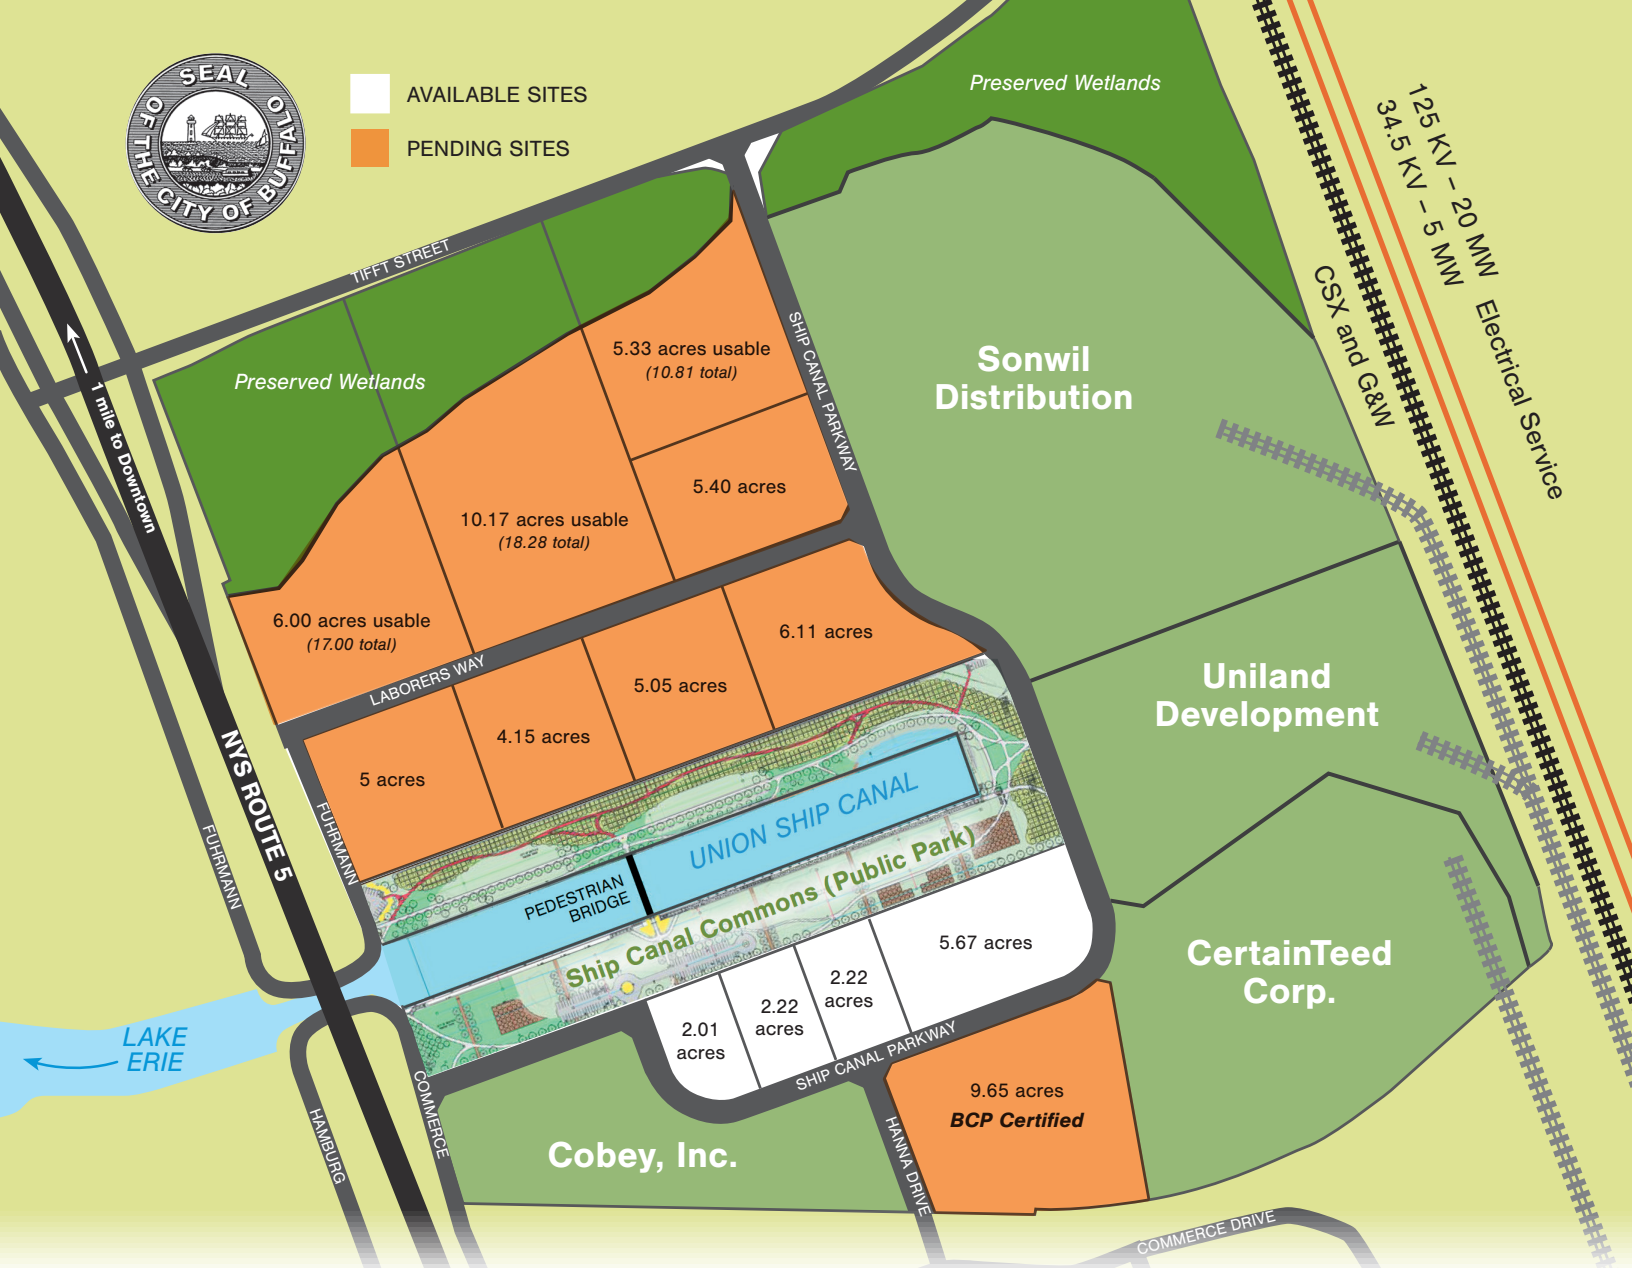 SEAL
OF THE CITY OF BUFFALO
AVAILABLE SITES
PENDING SITES
Preserved Wetlands
125 KV – 20 MW
34.5 KV – 5 MW
Electrical Service
CSX and G&W
TIFFT STREET
SHIP CANAL PARKWAY
Preserved Wetlands
1 mile to Downtown
5.33 acres usable
(10.81 total)
Sonwil
Distribution
5.40 acres
10.17 acres usable
(18.28 total)
6.00 acres usable
(17.00 total)
LABORERS WAY
6.11 acres
5.05 acres
4.15 acres
5 acres
Uniland
Development
NYS ROUTE 5
FUHRMANN
FUHRMANN
UNION SHIP CANAL
PEDESTRIAN
BRIDGE
Ship Canal Commons (Public Park)
5.67 acres
2.22
acres
2.22
acres
2.01
acres
CertainTeed
Corp.
LAKE
ERIE
SHIP CANAL PARKWAY
9.65 acres
BCP Certified
HAMBURG
COMMERCE
Cobey, Inc.
HANNA DRIVE
COMMERCE DRIVE